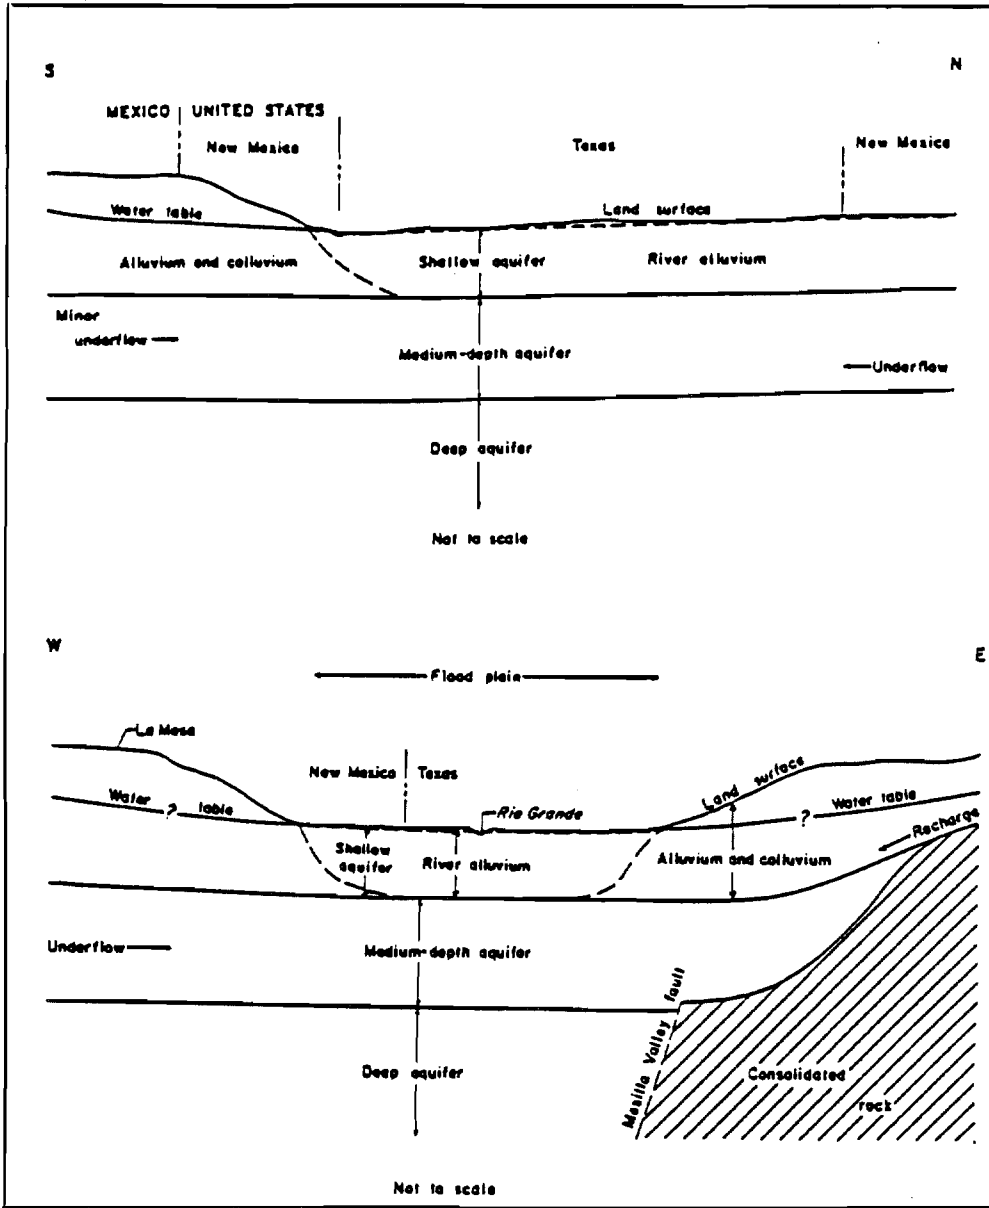 S
N
MEXICO UNITED STATES
New Mexico
Texas
New Mexico
Water table
Land surface
Alluvium and colluvium
Shallow aquifer
River alluvium
Minor
underflow
Medium-depth aquifer
Underflow
Deep aquifer
Not to scale
W
E
Flood plain
La Mesa
New Mexico Texas
Land surface
Water ? table
Rio Grande
? Water table
Recharge
Shallow
aquifer
River alluvium
Alluvium and colluvium
Underflow
Medium-depth aquifer
Mesilla Valley fault
Deep aquifer
Consolidated
rock
Not to scale